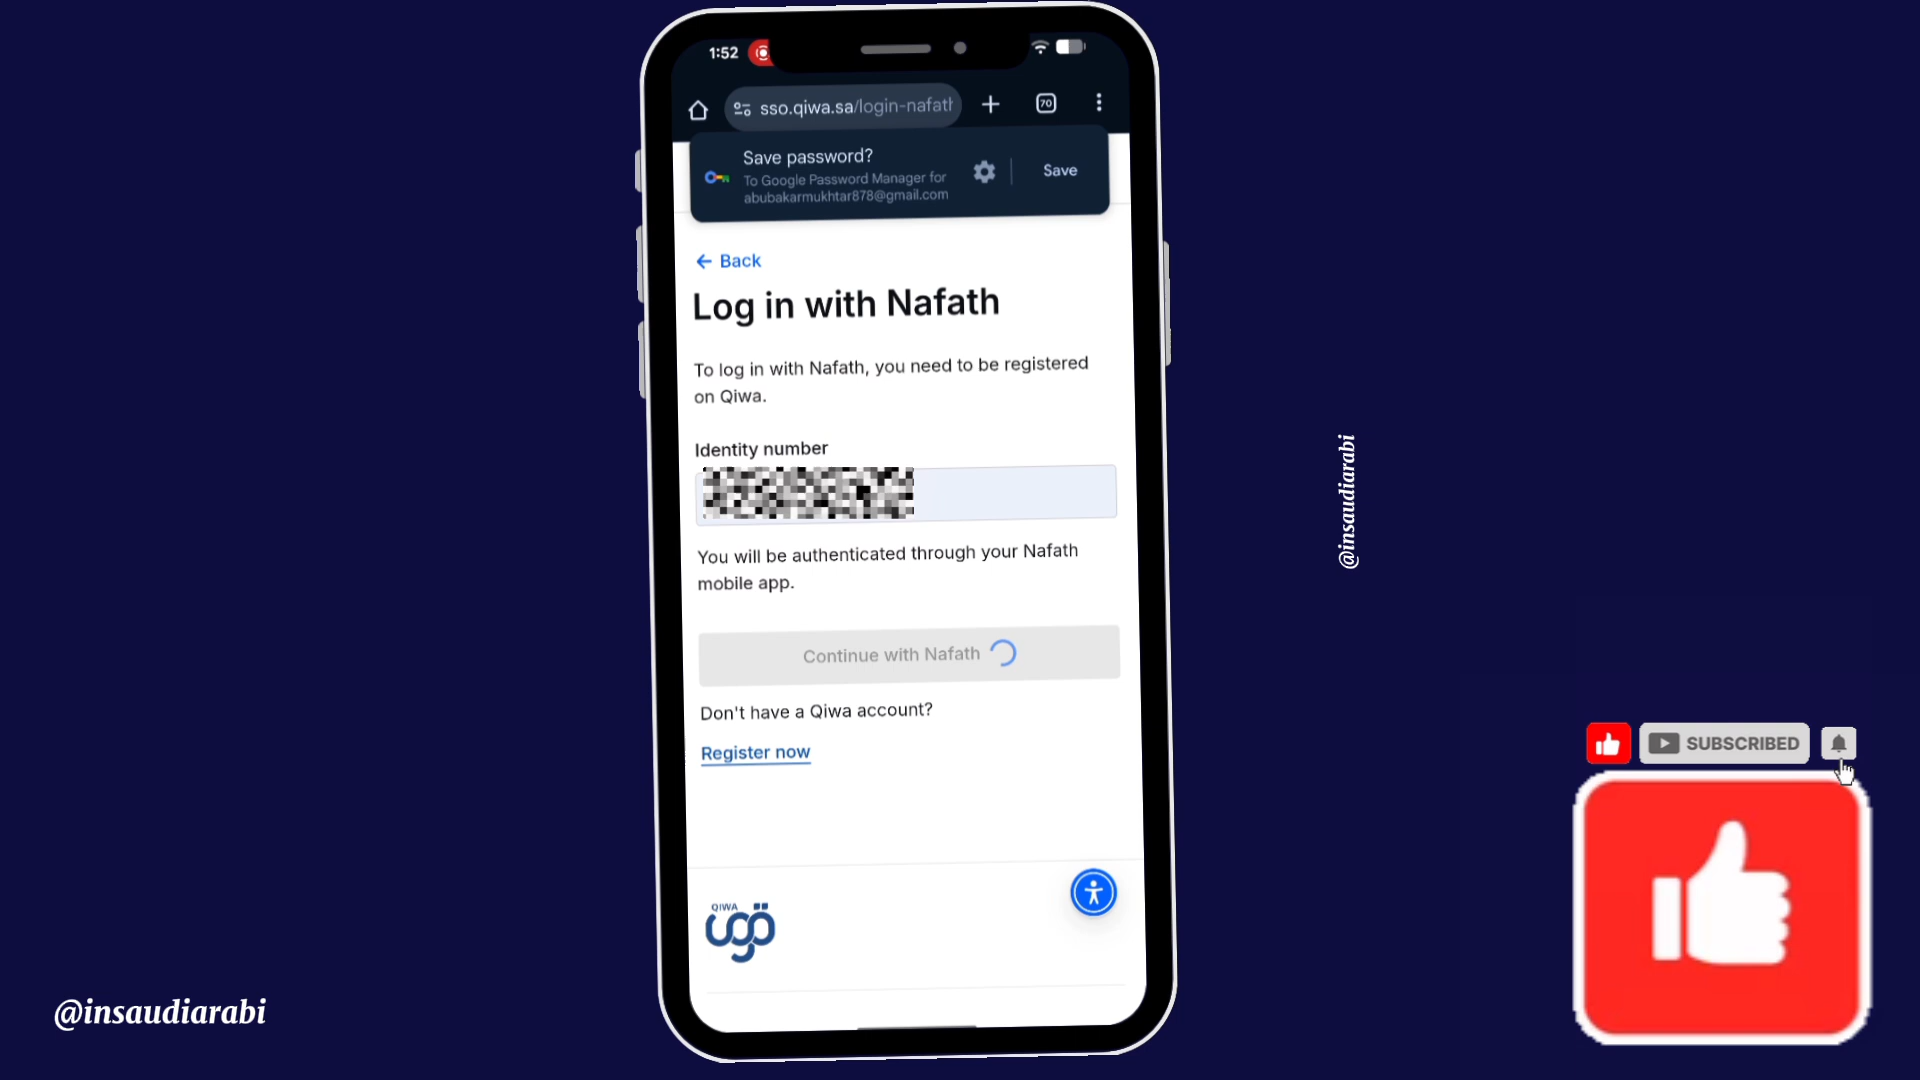 1:52
sso.qiwa.sa/login-nafath
70
Save password?
To Google Password Manager for
abubakarmukhtar878@gmail.com
Save
Back
Log in with Nafath
To log in with Nafath, you need to be registered
on Qiwa.
Identity number
You will be authenticated through your Nafath
mobile app.
Continue with Nafath
Don't have a Qiwa account?
Register now
QIWA
قوى
@insaudiarabi
SUBSCRIBED
@insaudiarabi